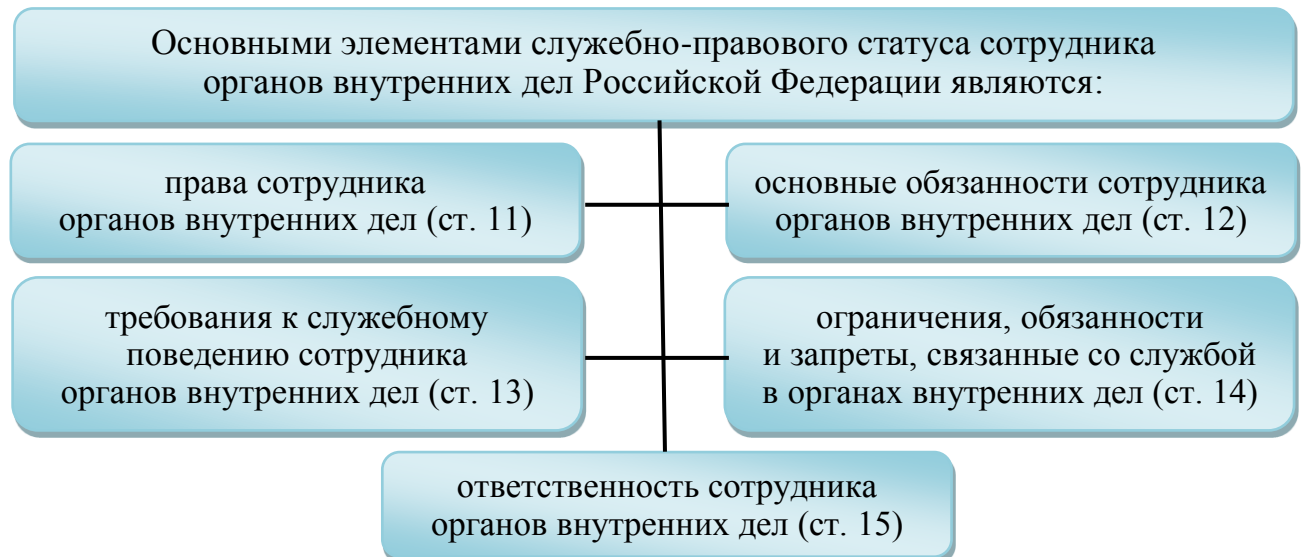 Основными элементами служебно-правового статуса сотрудника
органов внутренних дел Российской Федерации являются:
права сотрудника
органов внутренних дел (ст. 11)
основные обязанности сотрудника
органов внутренних дел (ст. 12)
требования к служебному
поведению сотрудника
органов внутренних дел (ст. 13)
ограничения, обязанности
и запреты, связанные со службой
в органах внутренних дел (ст. 14)
ответственность сотрудника
органов внутренних дел (ст. 15)